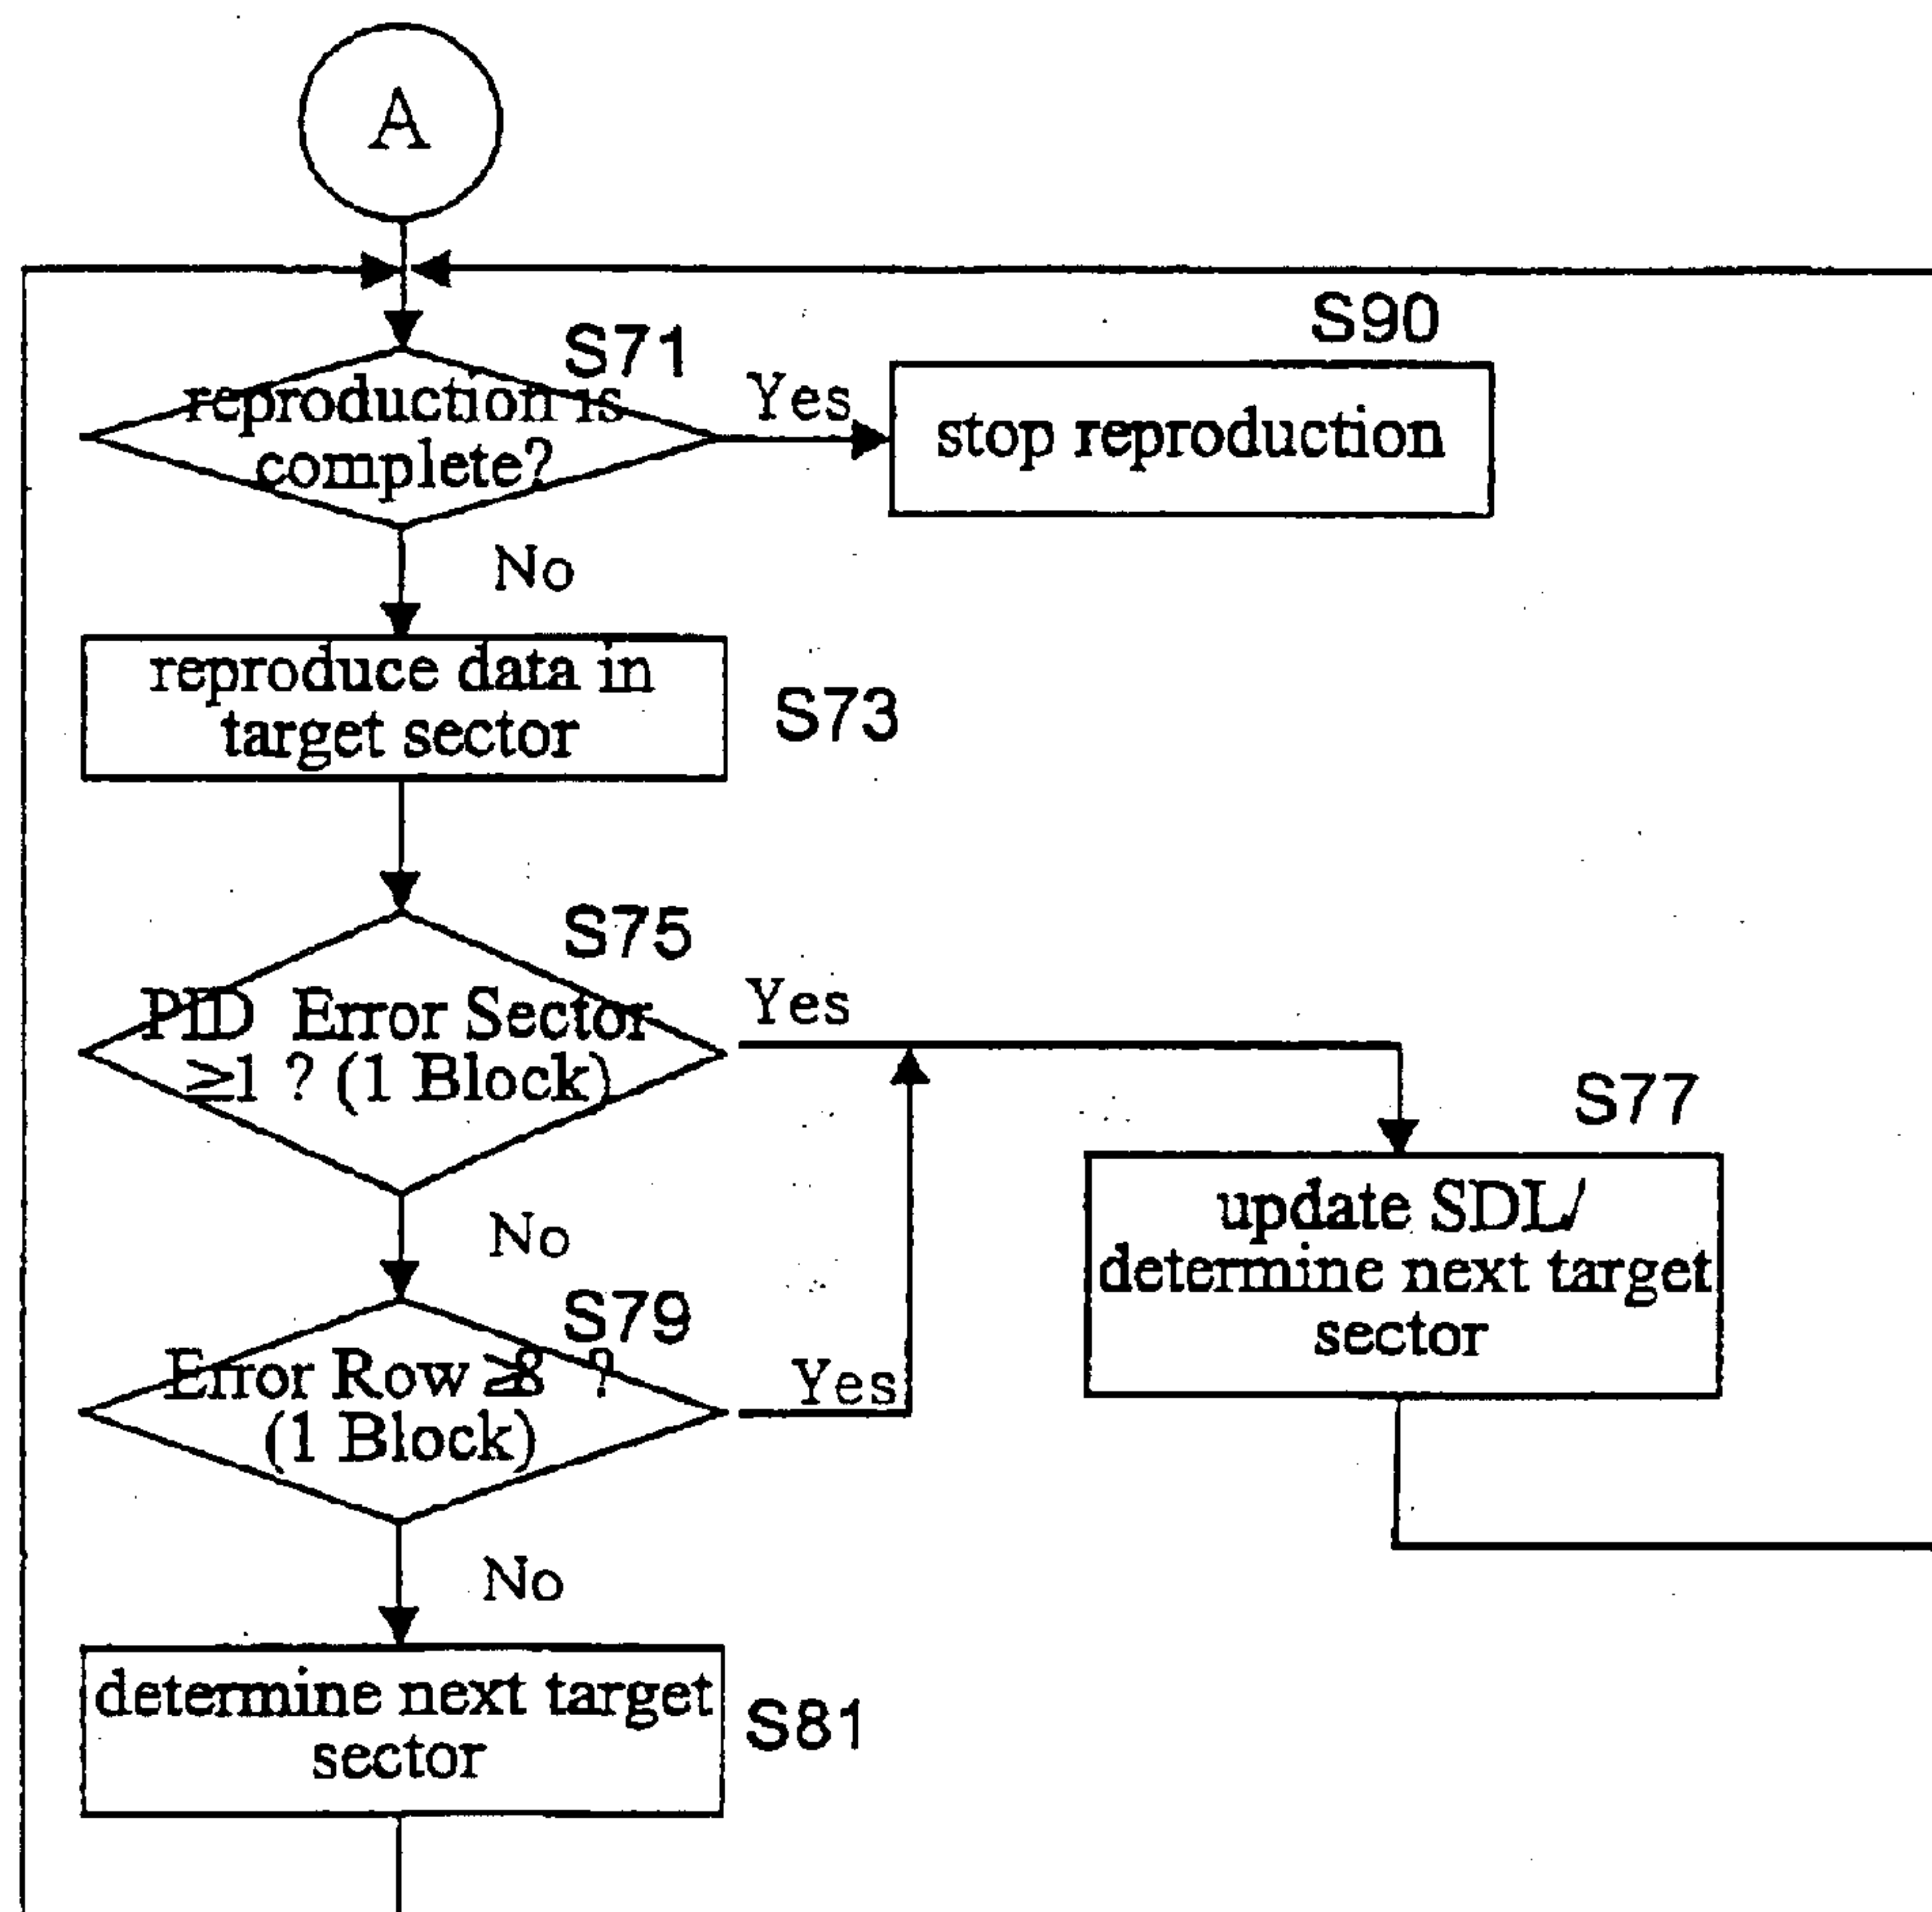 A
S71
reproduction is
complete?
Yes
S90
stop reproduction
No
reproduce data in
target sector
S73
S75
PID Error Sector
≥1 ? (1 Block)
Yes
S77
update SDL/
determine next target
sector
No
S79
Error Row ≥8 ?
(1 Block)
Yes
No
determine next target
sector
S81